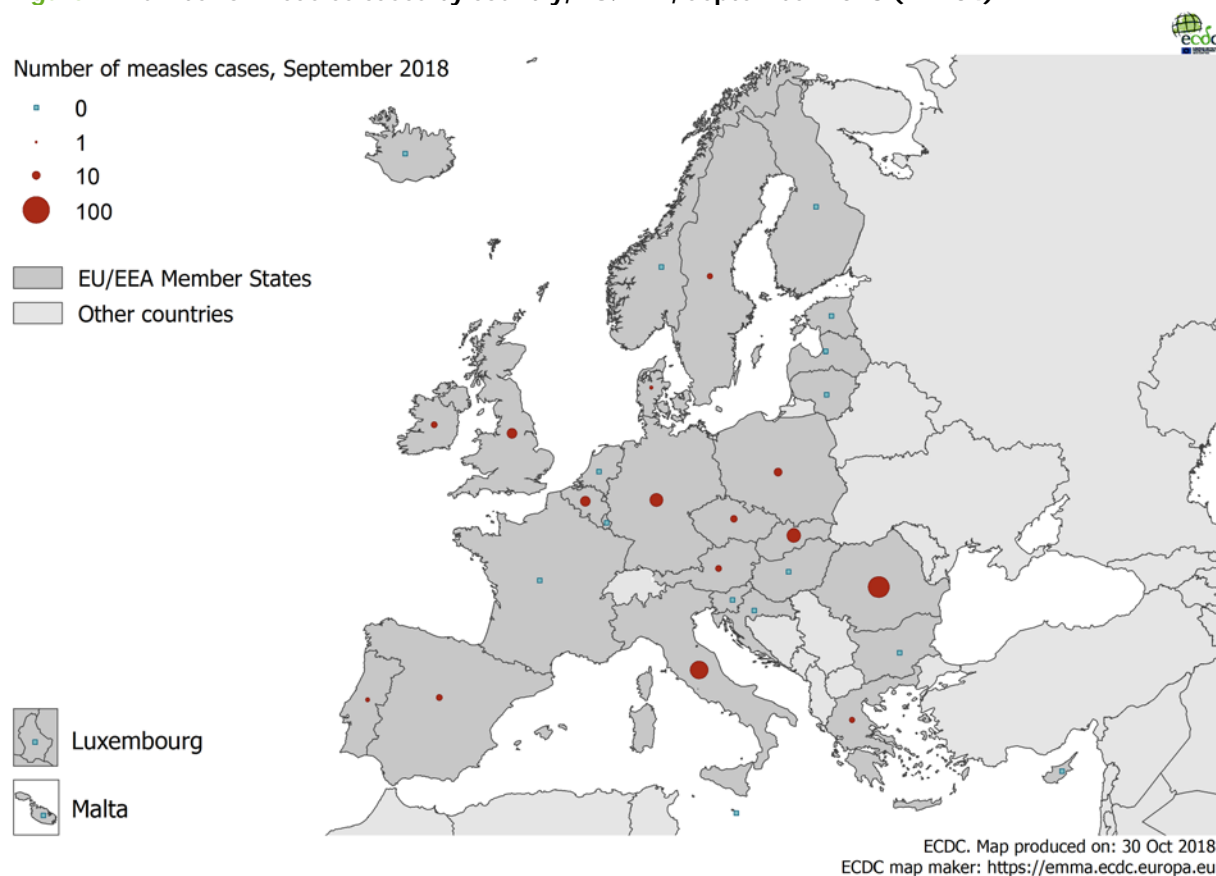 Number of measles cases, September 2018
0
1
10
100
EU/EEA Member States
Other countries
Luxembourg
Malta
ECDC. Map produced on: 30 Oct 2018
ECDC map maker: https://emma.ecdc.europa.eu